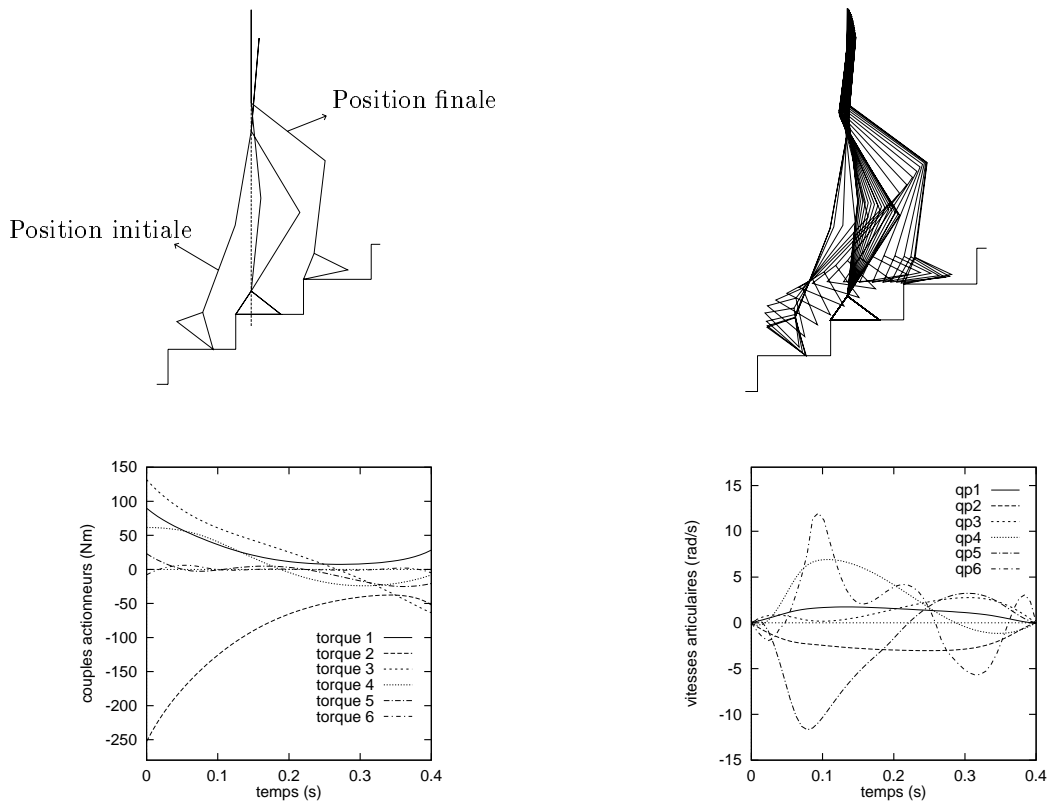 Position finale
Position initiale
150
100
50
0
-50
-100
-150
-200
-250
couples actionneurs (Nm)
torque 1
torque 2
torque 3
torque 4
torque 5
torque 6
0 0.1 0.2 0.3 0.4
temps (s)
15
10
5
0
-5
-10
-15
vitesses articulaires (rad/s)
qp1
qp2
qp3
qp4
qp5
qp6
0 0.1 0.2 0.3 0.4
temps (s)